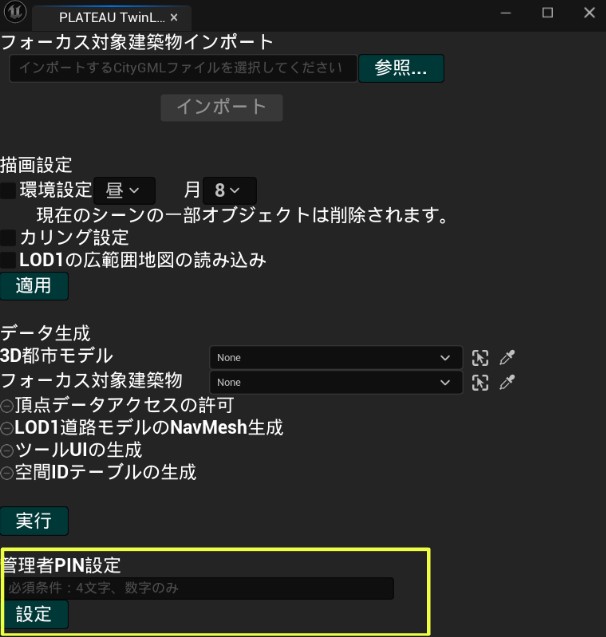 PLATEAU TwinL...
フォーカス対象建築物インポート
インポートするCityGMLファイルを選択してください 参照...
インポート
描画設定
環境設定 昼 月 8
現在のシーンの一部オブジェクトは削除されます。
カリング設定
LOD1の広範囲地図の読み込み
適用
データ生成
3D都市モデル None
フォーカス対象建築物 None
頂点データアクセスの許可
LOD1道路モデルのNavMesh生成
ツールUIの生成
空間IDテーブルの生成
実行
管理者PIN設定
必須条件：4文字、数字のみ
設定